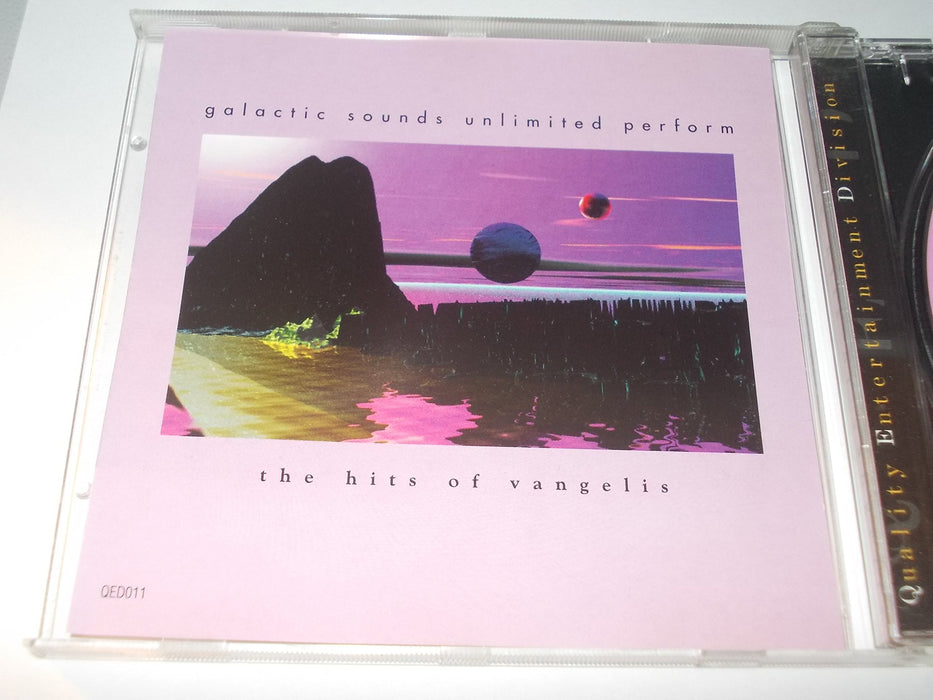 galactic sounds unlimited perform
the hits of vangelis
QED011
Quality Entertainment Division